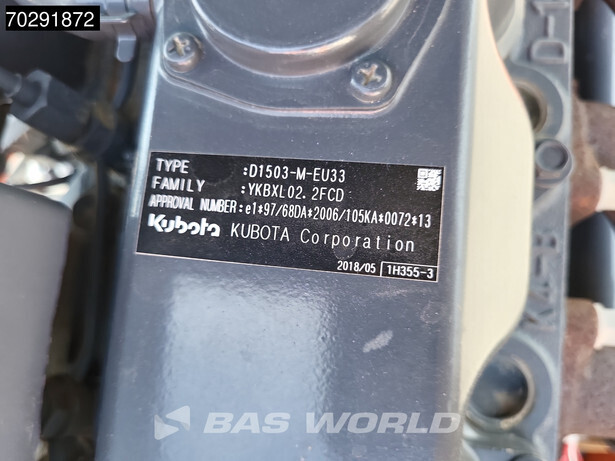 70291872
TYPE :D1503-M-EU33
FAMILY :YKBXL02.2FCD
APPROVAL NUMBER:e1*97/68DA*2006/105KA*0072*13
Kubota KUBOTA Corporation
2018/05 1H355-3
BAS WORLD